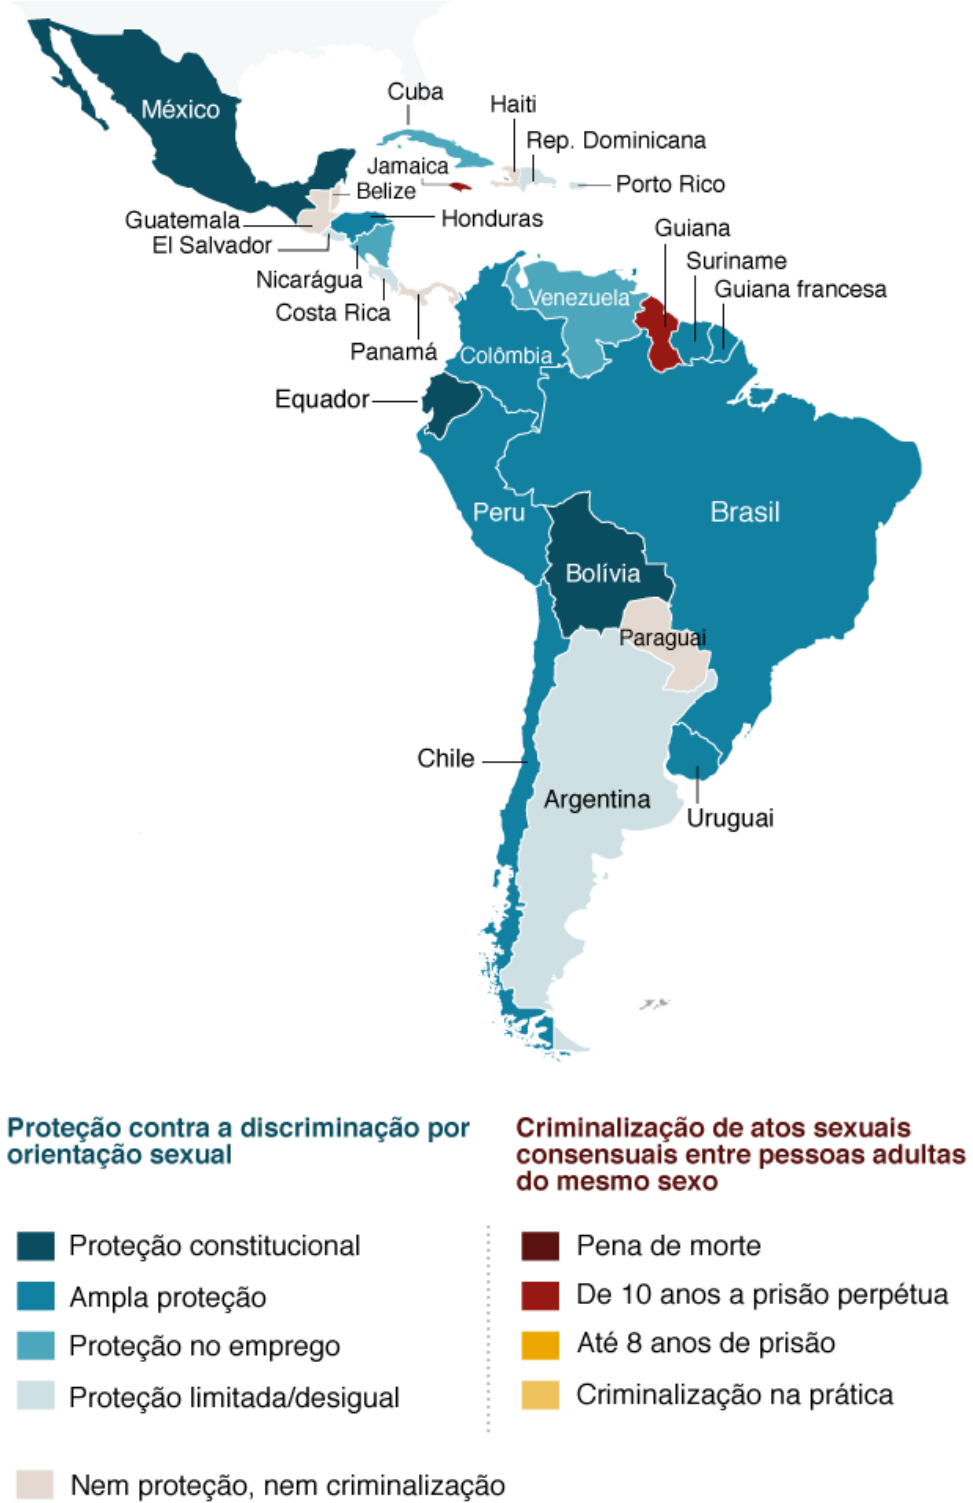 Cuba
Haiti
México
Rep. Dominicana
Jamaica
Porto Rico
Belize
Guatemala
Honduras
El Salvador
Guiana
Suriname
Nicarágua
Guiana francesa
Venezuela
Costa Rica
Panamá
Colômbia
Equador
Peru
Brasil
Bolívia
Paraguai
Chile
Argentina
Uruguai
Proteção contra a discriminação por
orientação sexual
Proteção constitucional
Ampla proteção
Proteção no emprego
Proteção limitada/desigual
Nem proteção, nem criminalização
Criminalização de atos sexuais
consensuais entre pessoas adultas
do mesmo sexo
Pena de morte
De 10 anos a prisão perpétua
Até 8 anos de prisão
Criminalização na prática